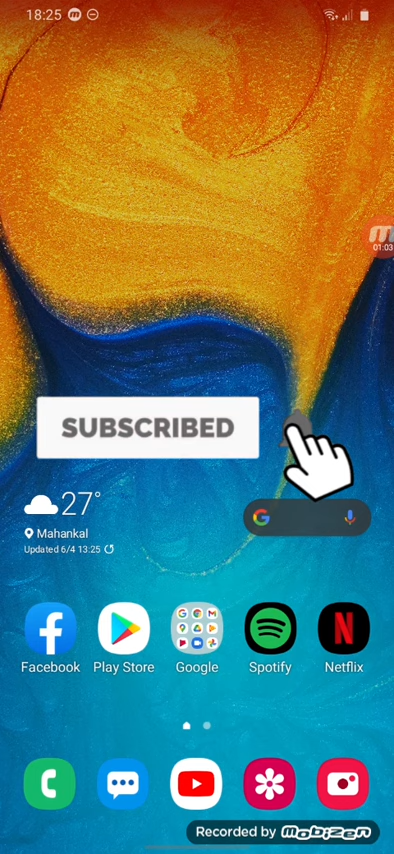 18:25
01:03
SUBSCRIBED
27°
Mahankal
Updated 6/4 13:25
Facebook
Play Store
Google
Spotify
Netflix
Recorded by mobizen